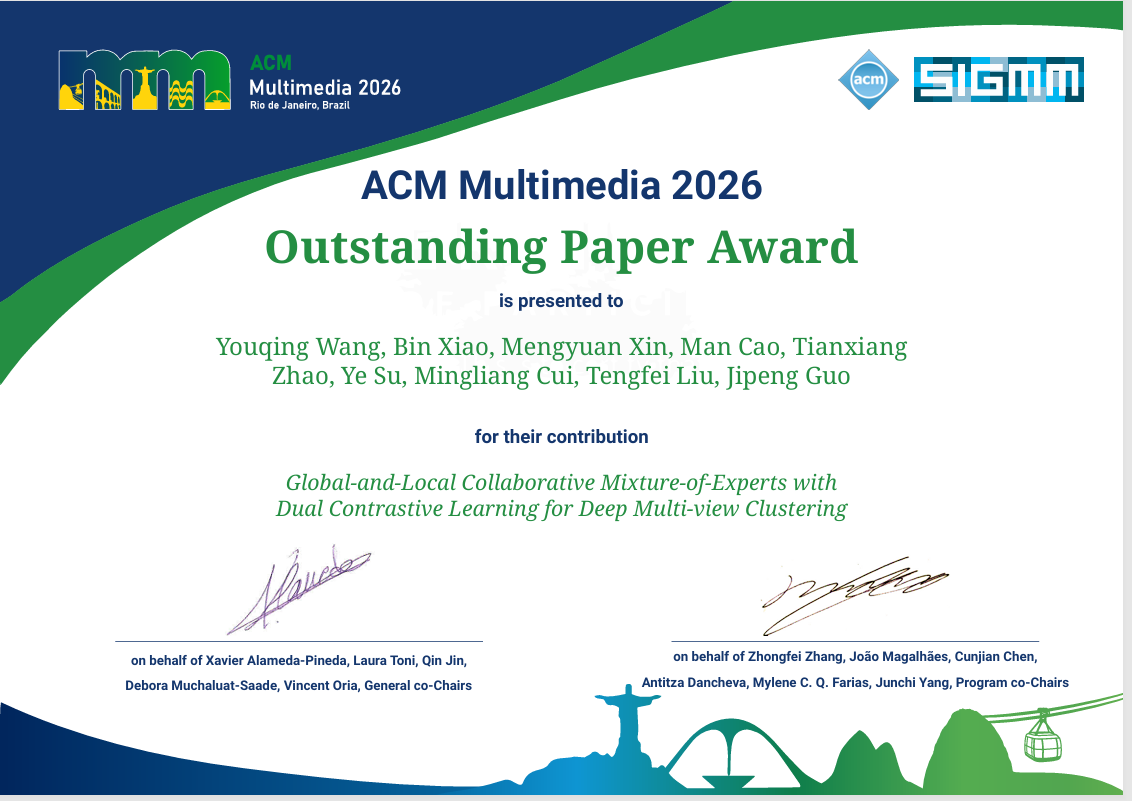 mm
ACM
Multimedia 2026
Rio de Janeiro, Brazil
acm
SIGMM
ACM Multimedia 2026
Outstanding Paper Award
is presented to
Youqing Wang, Bin Xiao, Mengyuan Xin, Man Cao, Tianxiang
Zhao, Ye Su, Mingliang Cui, Tengfei Liu, Jipeng Guo
for their contribution
Global-and-Local Collaborative Mixture-of-Experts with
Dual Contrastive Learning for Deep Multi-view Clustering
on behalf of Xavier Alameda-Pineda, Laura Toni, Qin Jin,
Debora Muchaluat-Saade, Vincent Oria, General co-Chairs
on behalf of Zhongfei Zhang, João Magalhães, Cunjian Chen,
Antitza Dancheva, Mylene C. Q. Farias, Junchi Yang, Program co-Chairs